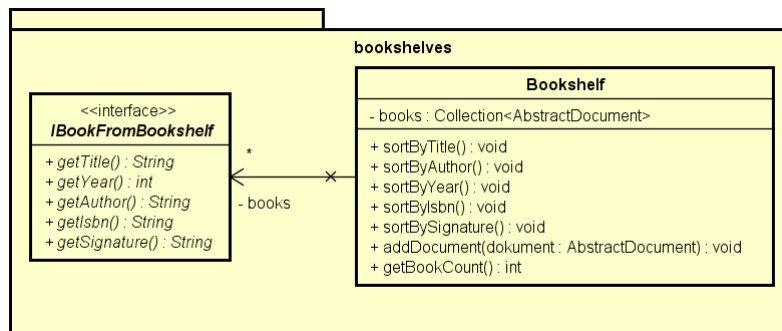 bookshelves
<<interface>>
IBookFromBookshelf
+ getTitle() : String
+ getYear() : int
+ getAuthor() : String
+ getIsbn() : String
+ getSignature() : String
*
- books
Bookshelf
- books : Collection<AbstractDocument>
+ sortByTitle() : void
+ sortByAuthor() : void
+ sortByYear() : void
+ sortByIsbn() : void
+ sortBySignature() : void
+ addDocument(dokument : AbstractDocument) : void
+ getBookCount() : int